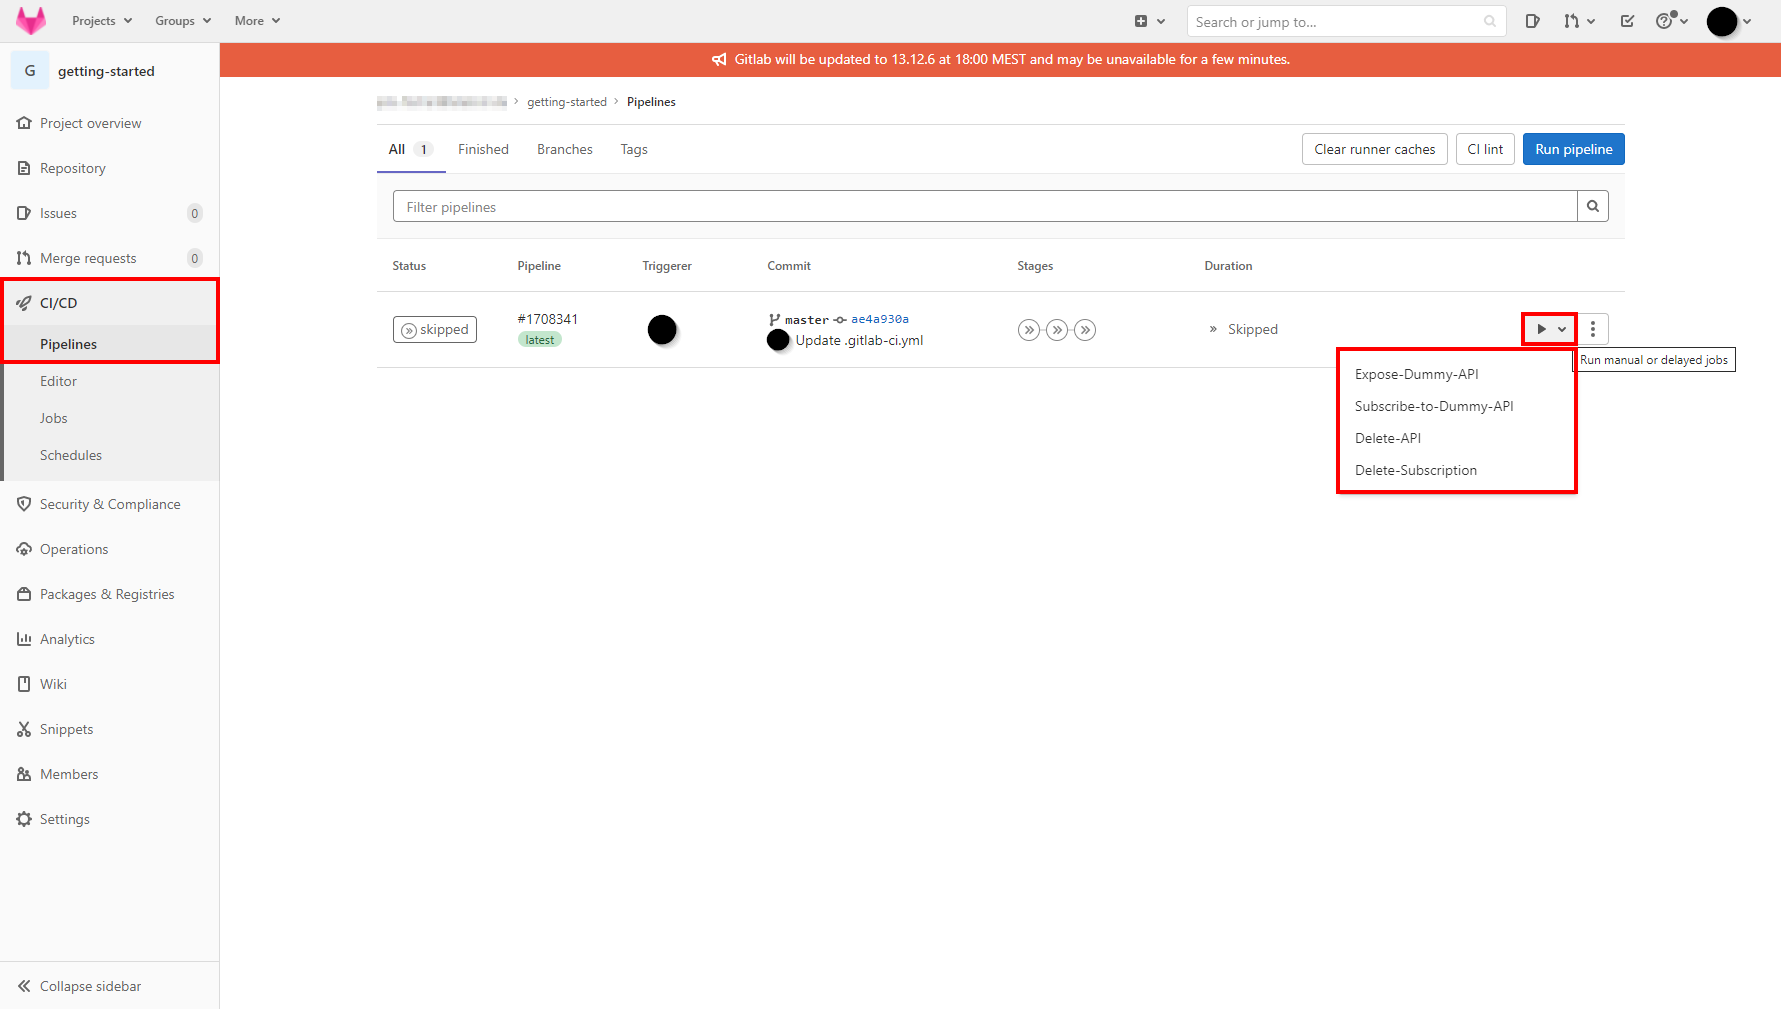 Projects Groups More Search or jump to...
Gitlab will be updated to 13.12.6 at 18:00 MEST and may be unavailable for a few minutes.
G getting-started
Project overview
Repository
Issues 0
Merge requests 0
CI/CD
Pipelines
Editor
Jobs
Schedules
Security & Compliance
Operations
Packages & Registries
Analytics
Wiki
Snippets
Members
Settings
Collapse sidebar
getting-started > Pipelines
All 1 Finished Branches Tags Clear runner caches CI lint Run pipeline
Filter pipelines
Status Pipeline Triggerer Commit Stages Duration
skipped #1708341 master ae4a930a Skipped
latest Update .gitlab-ci.yml
Run manual or delayed jobs
Expose-Dummy-API
Subscribe-to-Dummy-API
Delete-API
Delete-Subscription